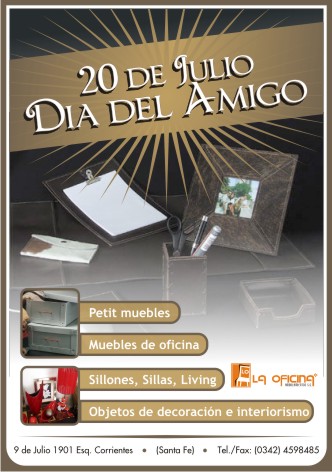 20 DE JULIO
DIA DEL AMIGO
Petit muebles
Muebles de oficina
Sillones, Sillas, Living
LA OFICINA
Objetos de decoración e interiorismo
9 de Julio 1901 Esq. Corrientes • (Santa Fe) • Tel./Fax: (0342) 4598485